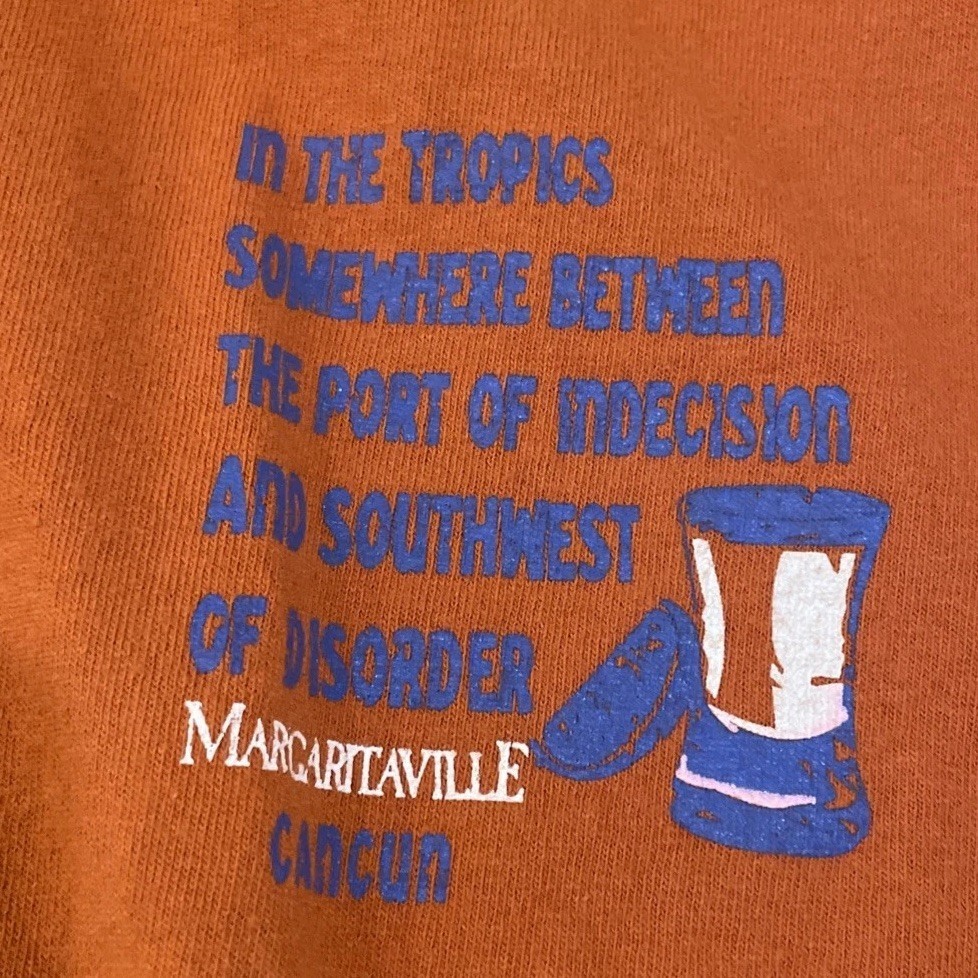 In THE TROPICS
SOMEWHERE BETWEEn
THE PORT OF InDECISIOn
AnD SOUTHWEST
OF DISORDER
MARGARITAVILLE
CAnCUn